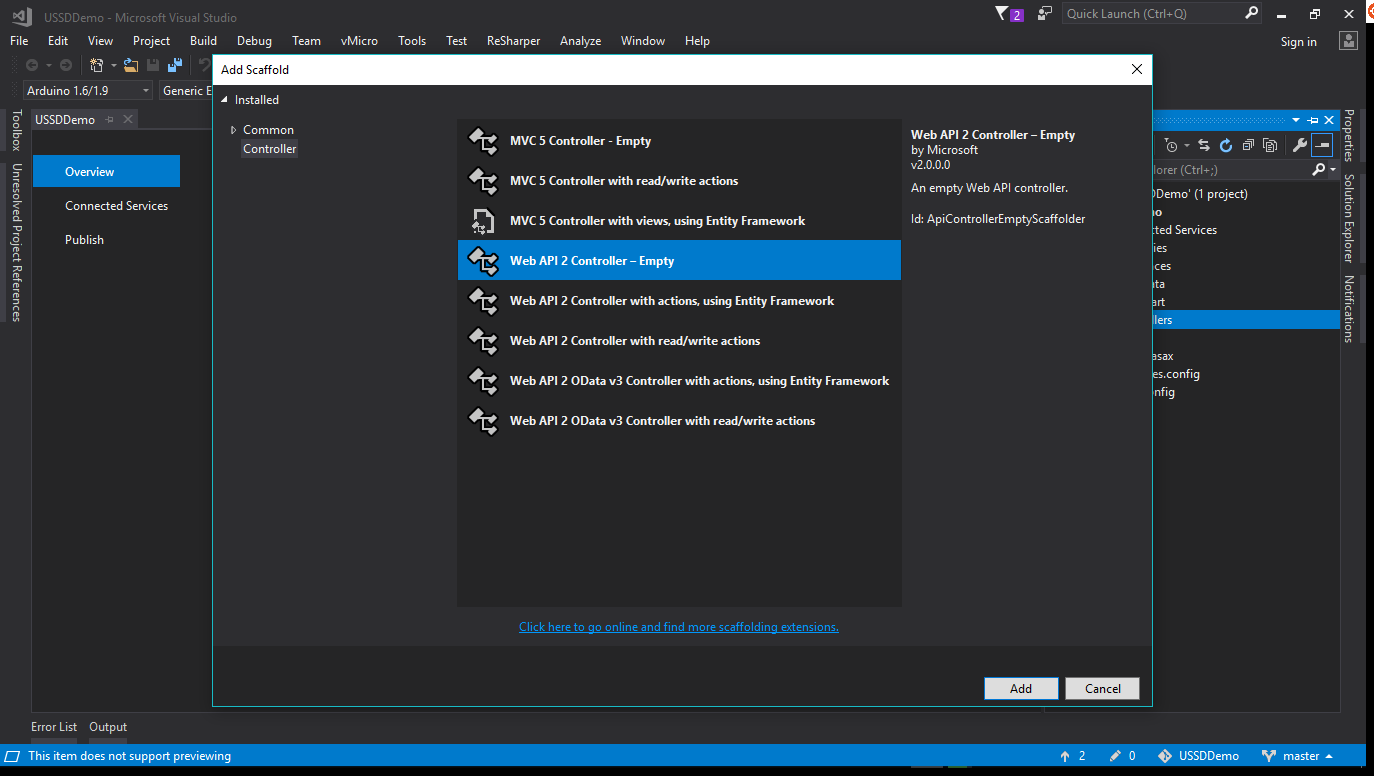 USSDDemo - Microsoft Visual Studio
2
Quick Launch (Ctrl+Q)
File Edit View Project Build Debug Team vMicro Tools Test ReSharper Analyze Window Help
Sign in
Arduino 1.6/1.9
Generic E
Toolbox
Unresolved Project References
USSDDemo
Overview
Connected Services
Publish
Add Scaffold
Installed
Common
Controller
MVC 5 Controller - Empty
MVC 5 Controller with read/write actions
MVC 5 Controller with views, using Entity Framework
Web API 2 Controller – Empty
Web API 2 Controller with actions, using Entity Framework
Web API 2 Controller with read/write actions
Web API 2 OData v3 Controller with actions, using Entity Framework
Web API 2 OData v3 Controller with read/write actions
Click here to go online and find more scaffolding extensions.
Web API 2 Controller – Empty
by Microsoft
v2.0.0.0
An empty Web API controller.
Id: ApiControllerEmptyScaffolder
Add
Cancel
lorer (Ctrl+;)
DDemo' (1 project)
no
cted Services
ies
ces
ata
art
llers
asax
es.config
nfig
Properties
Solution Explorer
Notifications
Error List
Output
This item does not support previewing
2
0
USSDDemo
master